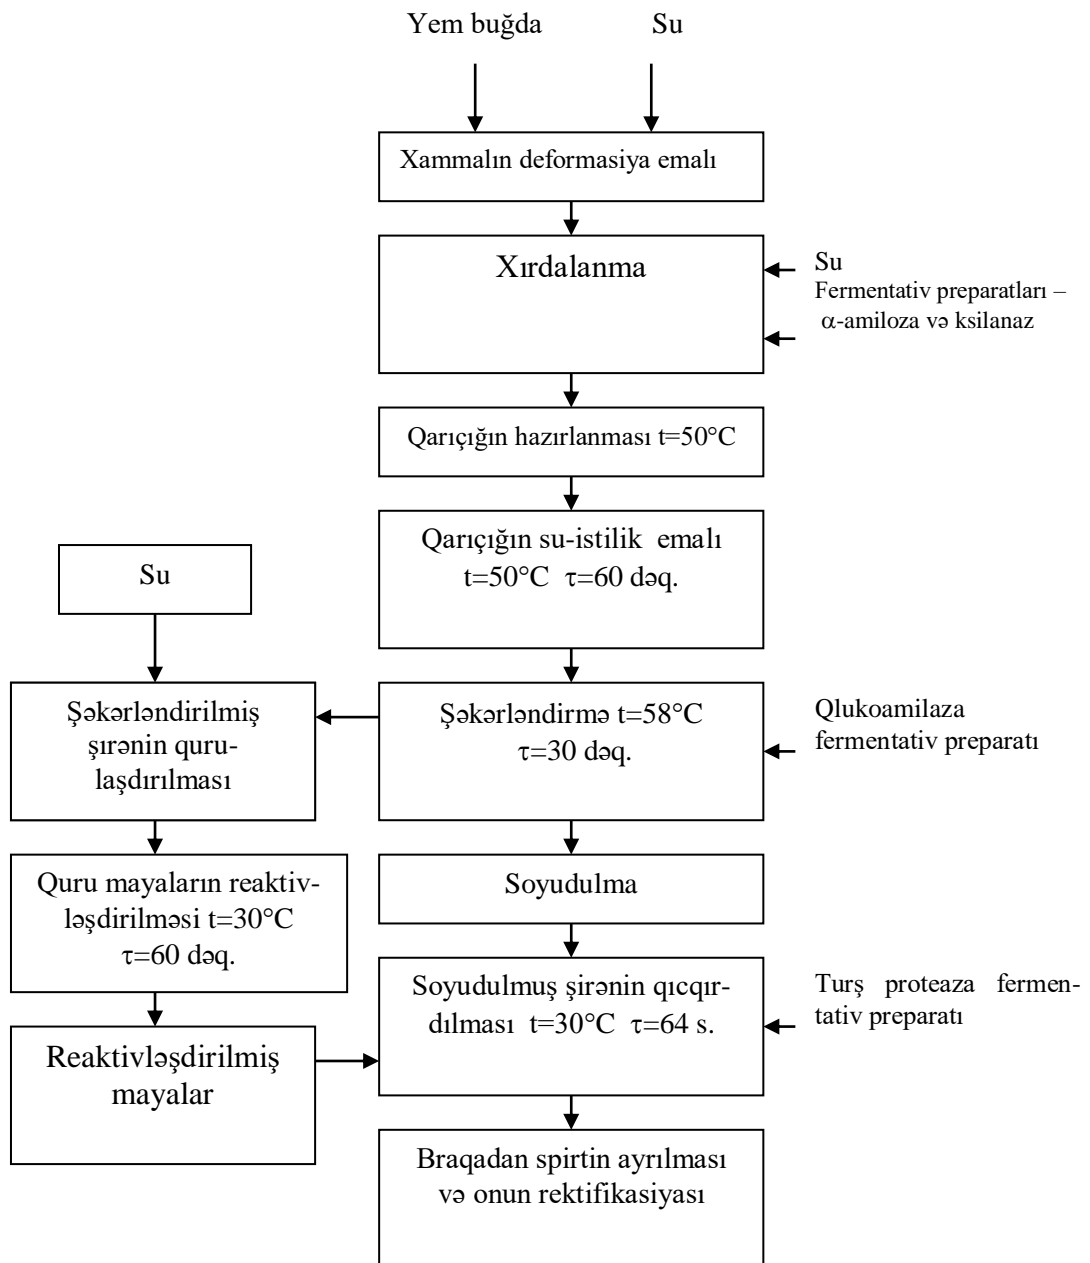 Yem buğda
Su
Xammalın deformasiya emalı
Xırdalanma
Su
Fermentativ preparatları –
α-amiloza və ksilanaz
Qarıçığın hazırlanması t=50°C
Qarıçığın su-istilik emalı
t=50°C τ=60 dəq.
Su
Şəkərləndirilmiş
şırənin quru-
laşdırılması
Şəkərləndirmə t=58°C
τ=30 dəq.
Qlukoamilaza
fermentativ preparatı
Quru mayaların reaktiv-
ləşdirilməsi t=30°C
τ=60 dəq.
Soyudulma
Soyudulmuş şirənin qıcqır-
dılması t=30°C τ=64 s.
Turş proteaza fermen-
tativ preparatı
Reaktivləşdirilmiş
mayalar
Braqadan spirtin ayrılması
və onun rektifikasiyası